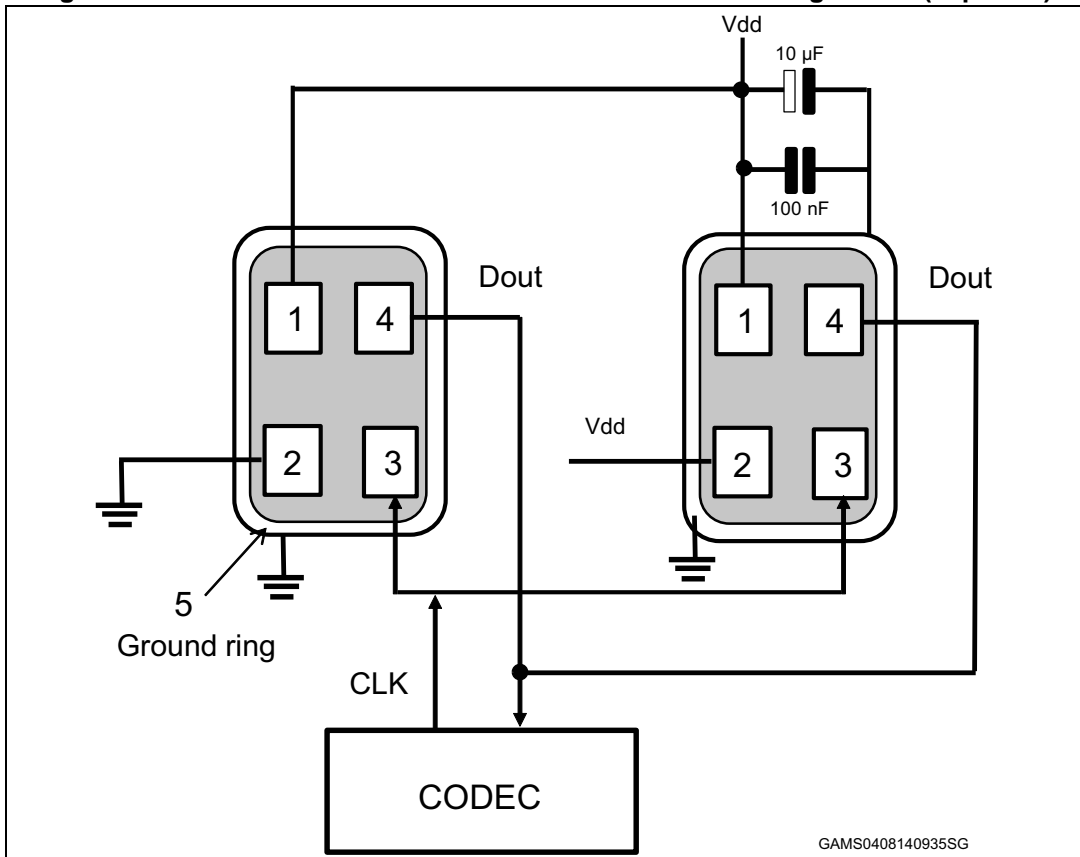 Vdd
10 µF
100 nF
Dout
Dout
1
4
1
4
Vdd
2
3
2
3
5
Ground ring
CLK
CODEC
GAMS0408140935SG